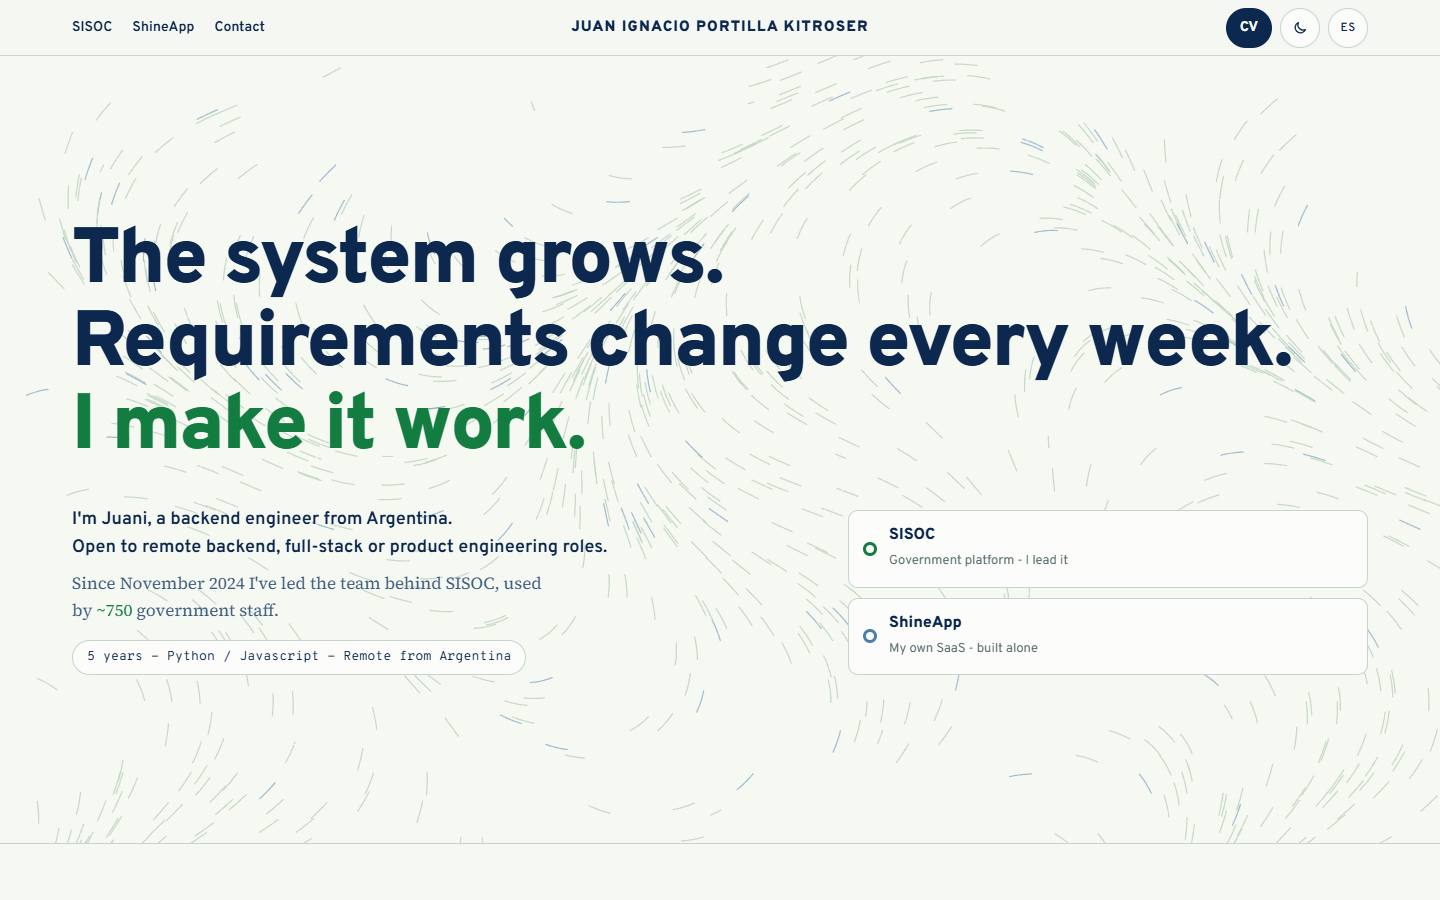 SISOC ShineApp Contact JUAN IGNACIO PORTILLA KITROSER CV ES
The system grows.
Requirements change every week.
I make it work.
I'm Juani, a backend engineer from Argentina.
Open to remote backend, full-stack or product engineering roles.
Since November 2024 I've led the team behind SISOC, used
by ~750 government staff.
5 years – Python / Javascript – Remote from Argentina
SISOC
Government platform - I lead it
ShineApp
My own SaaS - built alone